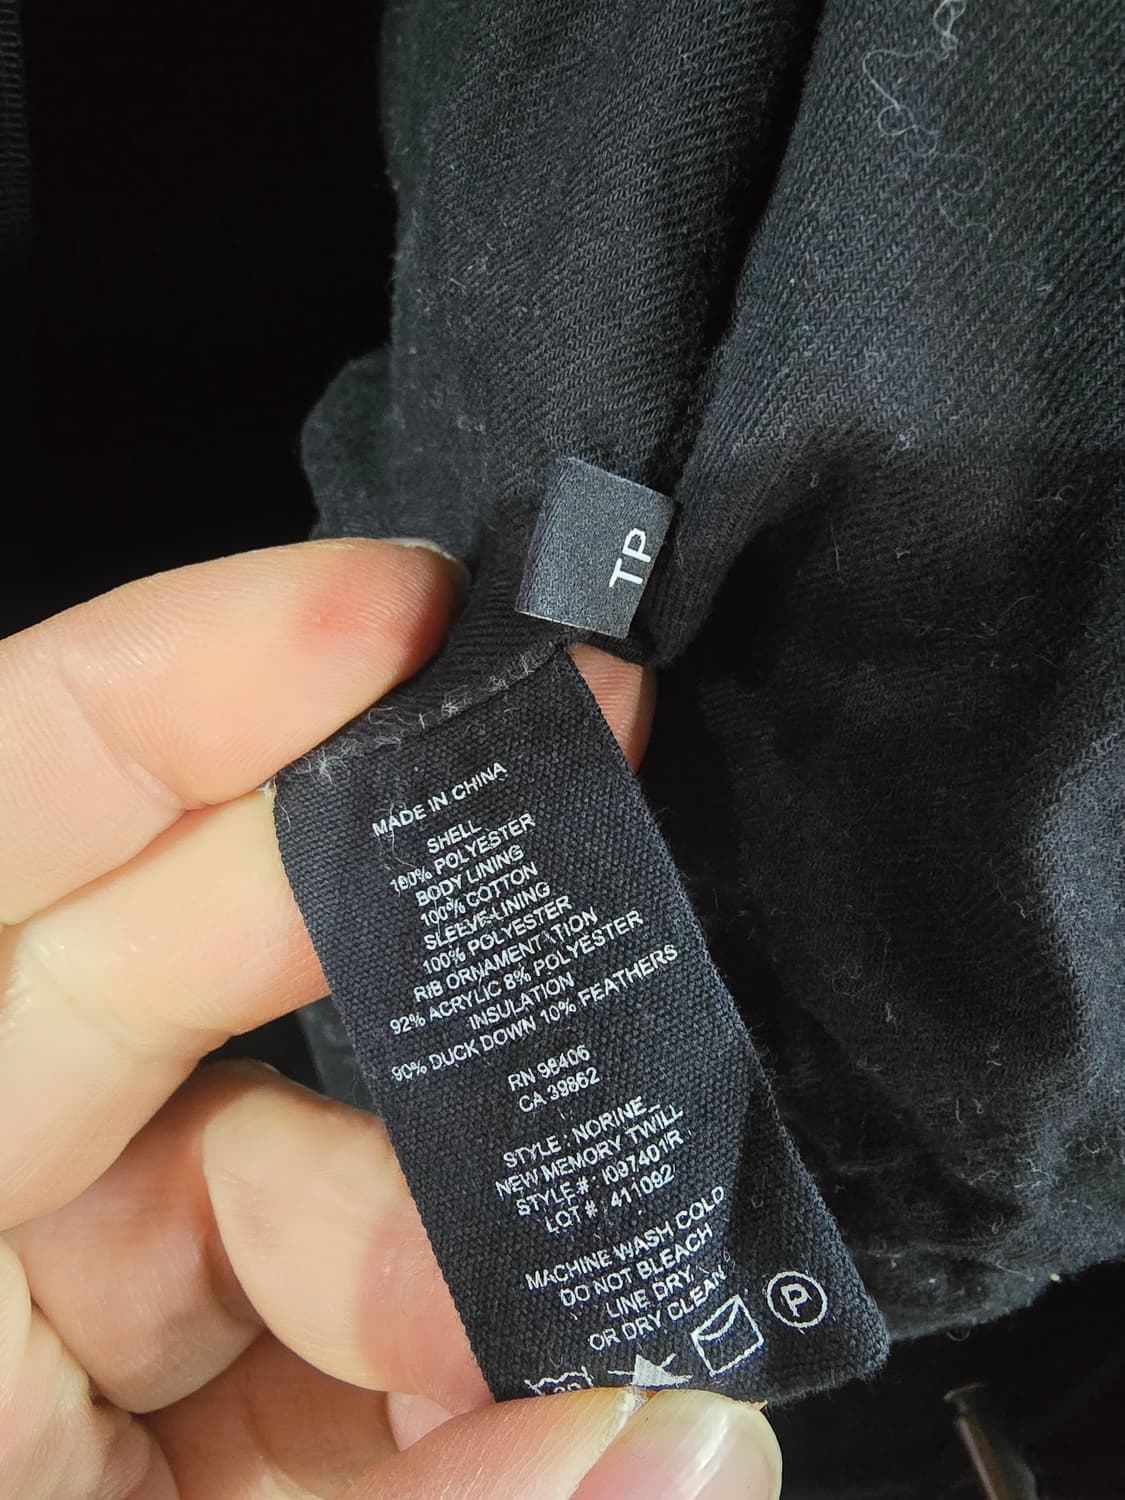 TP
MADE IN CHINA
SHELL
100% POLYESTER
BODY LINING
100% COTTON
SLEEVE LINING
100% POLYESTER
RIB ORNAMENTATION
92% ACRYLIC 8% POLYESTER
INSULATION
90% DUCK DOWN 10% FEATHERS
RN 98406
CA 39862
STYLE : NORINE_
NEW MEMORY TWILL
STYLE # : I097401R
LOT # : 411092
MACHINE WASH COLD
DO NOT BLEACH
LINE DRY
OR DRY CLEAN
P